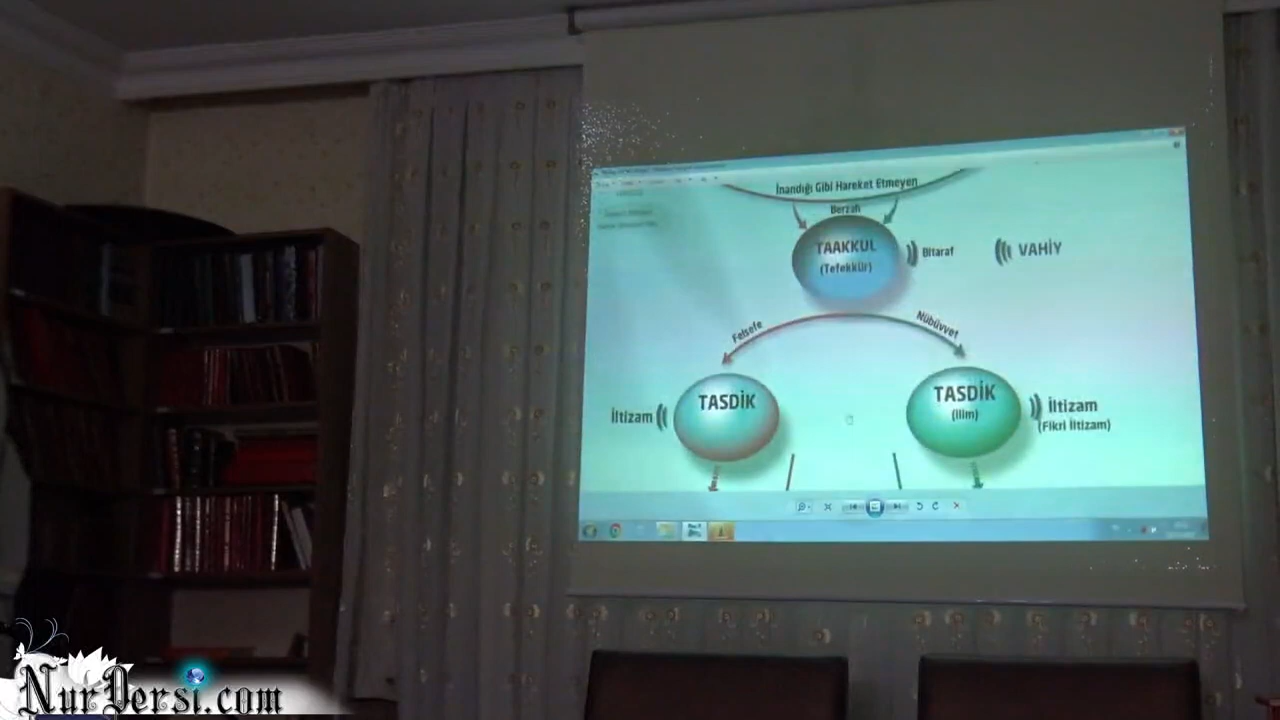 İnandığı Gibi Hareket Etmeyen
Berzah
TAAKKUL
(Tefekkür)
Bitaraf
VAHİY
Felsefe
Nübüvvet
TASDİK
İltizam
TASDİK
(İlim)
İltizam
(Fikri İltizam)
NurDersi.com